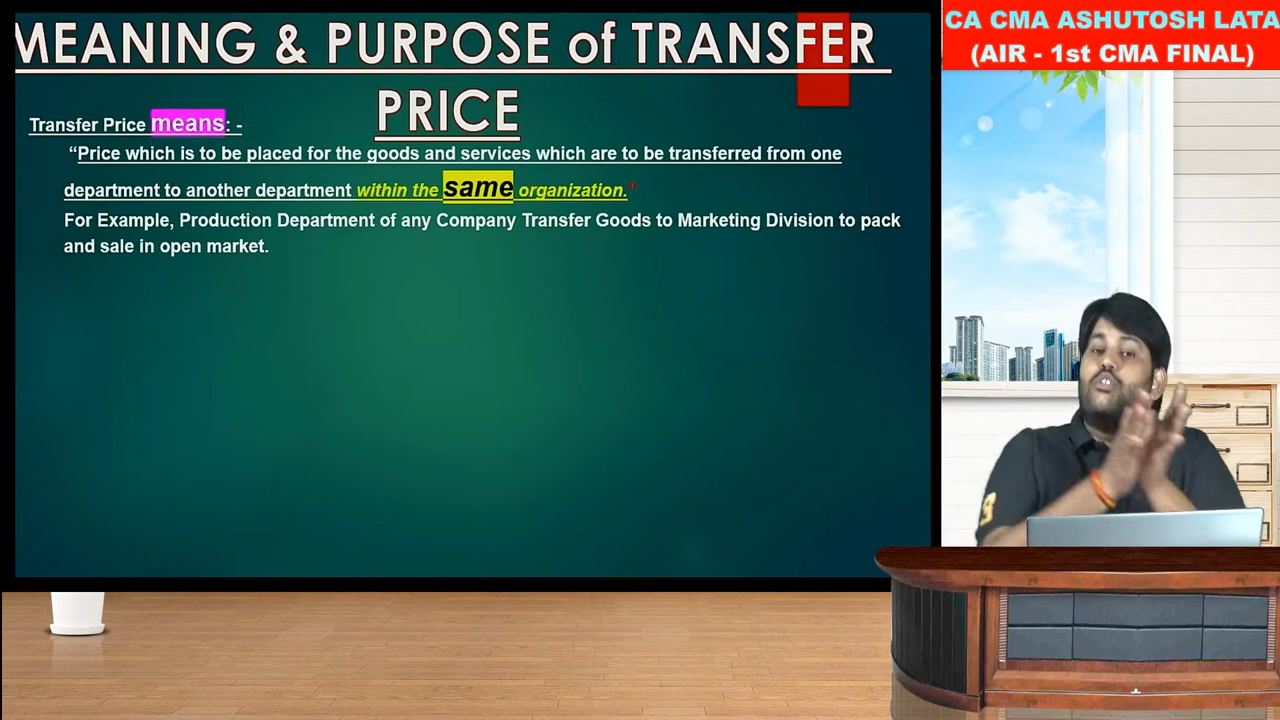 MEANING & PURPOSE of TRANSFER
PRICE
Transfer Price means: -
“Price which is to be placed for the goods and services which are to be transferred from one
department to another department within the same organization.”
For Example, Production Department of any Company Transfer Goods to Marketing Division to pack
and sale in open market.
CA CMA ASHUTOSH LATA
(AIR - 1st CMA FINAL)